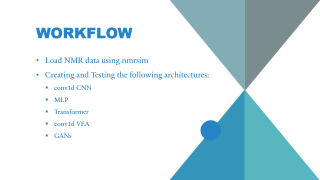 WORKFLOW
• Load NMR data using nmrsim
• Creating and Testing the following architectures:
• conv1d CNN
• MLP
• Transformer
• conv1d VEA
• GANs